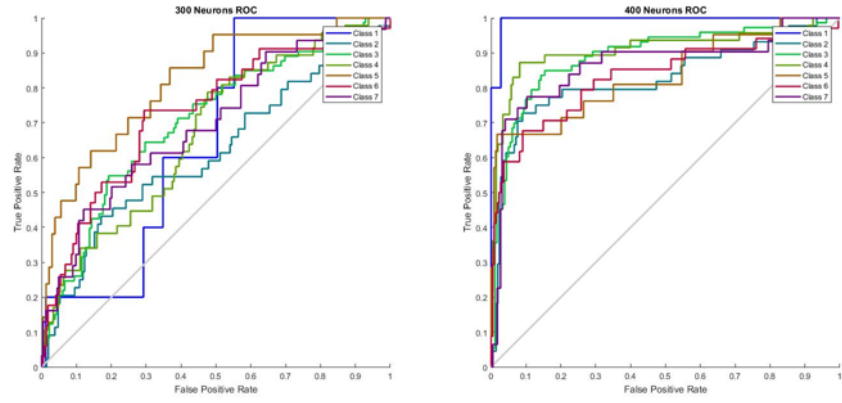 300 Neurons ROC
True Positive Rate
1
0.9
0.8
0.7
0.6
0.5
0.4
0.3
0.2
0.1
0
Class 1
Class 2
Class 3
Class 4
Class 5
Class 6
Class 7
0 0.1 0.2 0.3 0.4 0.5 0.6 0.7 0.8 0.9 1
False Positive Rate
400 Neurons ROC
True Positive Rate
1
0.9
0.8
0.7
0.6
0.5
0.4
0.3
0.2
0.1
0
Class 1
Class 2
Class 3
Class 4
Class 5
Class 6
Class 7
0 0.1 0.2 0.3 0.4 0.5 0.6 0.7 0.8 0.9 1
False Positive Rate